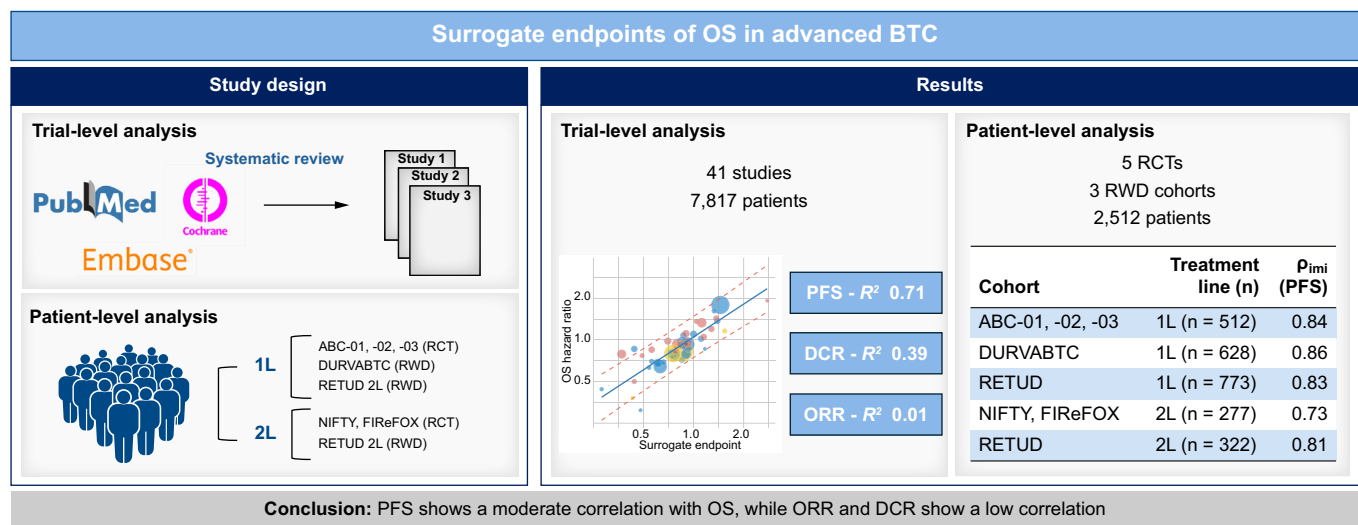 Surrogate endpoints of OS in advanced BTC
Study design
Trial-level analysis
Systematic review
PubMed
Cochrane
Embase
Study 1
Study 2
Study 3
Patient-level analysis
1L
ABC-01, -02, -03 (RCT)
DURVABTC (RWD)
RETUD 2L (RWD)
2L
NIFTY, FIReFOX (RCT)
RETUD 2L (RWD)
Results
Trial-level analysis
41 studies
7,817 patients
OS hazard ratio
2.0
1.0
0.5
0.5 1.0 2.0
Surrogate endpoint
PFS - R² 0.71
DCR - R² 0.39
ORR - R² 0.01
Patient-level analysis
5 RCTs
3 RWD cohorts
2,512 patients
Cohort Treatment line (n) ρimi (PFS)
ABC-01, -02, -03 1L (n = 512) 0.84
DURVABTC 1L (n = 628) 0.86
RETUD 1L (n = 773) 0.83
NIFTY, FIReFOX 2L (n = 277) 0.73
RETUD 2L (n = 322) 0.81
Conclusion: PFS shows a moderate correlation with OS, while ORR and DCR show a low correlation